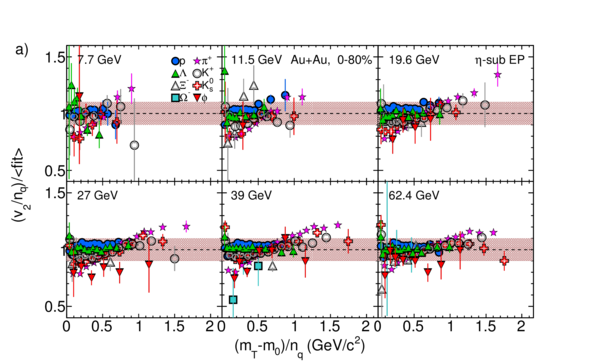 a)
7.7 GeV
11.5 GeV Au+Au, 0-80%
19.6 GeV η-sub EP
p π⁺
Λ K⁺
Ξ⁻ K⁰ₛ
Ω⁻ φ
27 GeV
39 GeV
62.4 GeV
1.5
1
0.5
1.5
1
0.5
0 0.5 1 1.5 2
0 0.5 1 1.5 2
0 0.5 1 1.5 2
(v₂/n_q)/<fit>
(m_T-m₀)/n_q (GeV/c²)